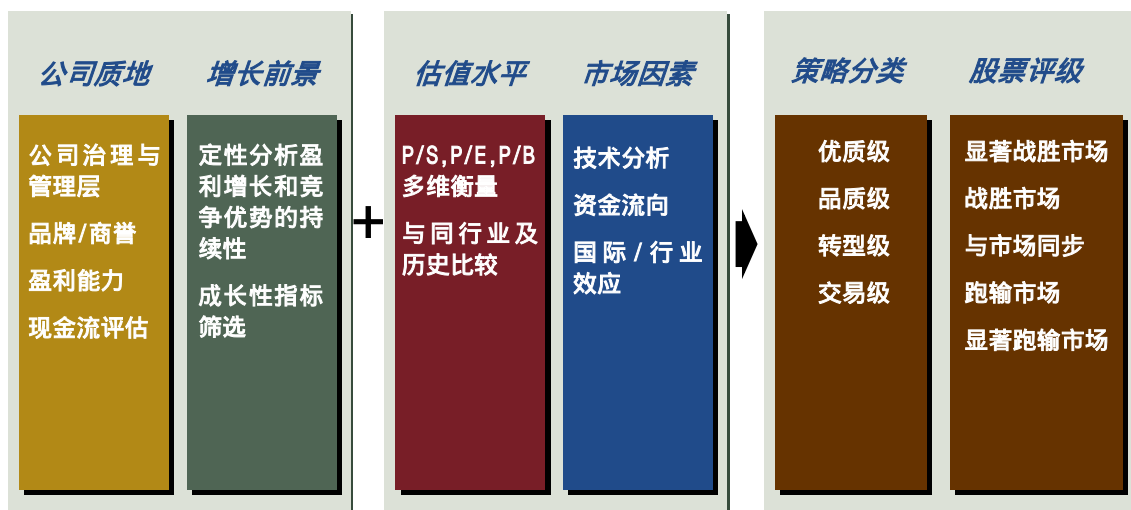 公司质地
公司治理与
管理层
品牌/商誉
盈利能力
现金流评估
增长前景
定性分析盈
利增长和竞
争优势的持
续性
成长性指标
筛选
+
估值水平
P/S,P/E,P/B
多维衡量
与同行业及
历史比较
市场因素
技术分析
资金流向
国际/行业
效应
策略分类
优质级
品质级
转型级
交易级
股票评级
显著战胜市场
战胜市场
与市场同步
跑输市场
显著跑输市场